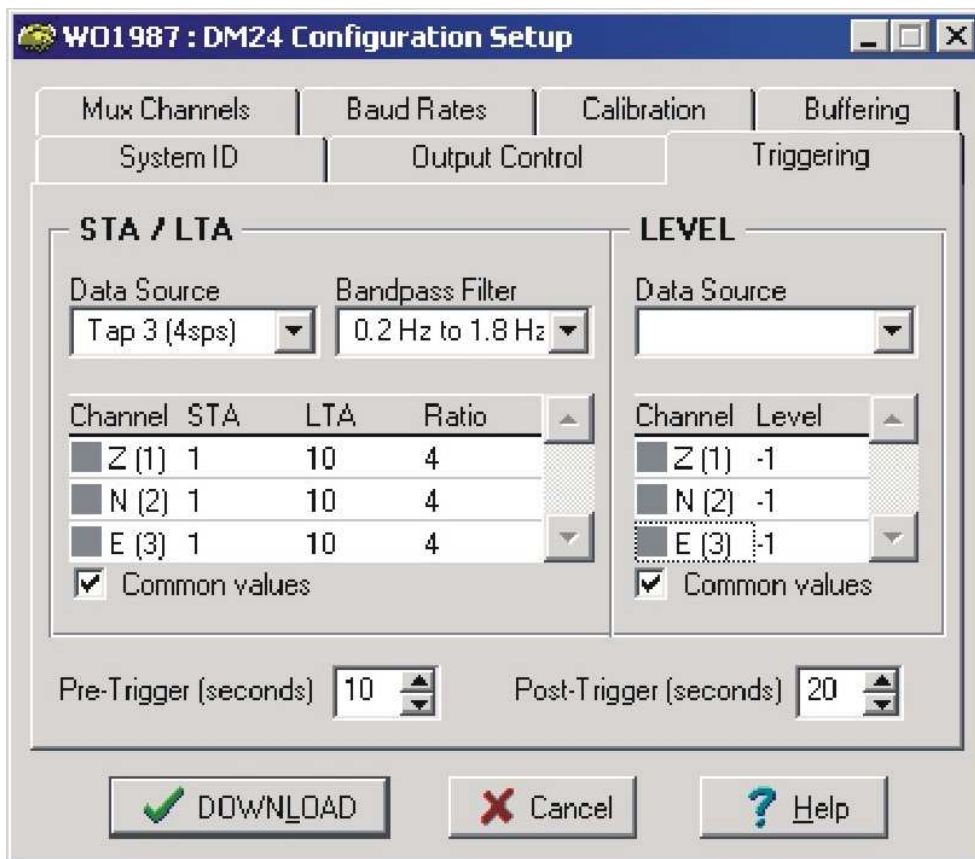 WO1987 : DM24 Configuration Setup
Mux Channels Baud Rates Calibration Buffering
System ID Output Control Triggering
STA / LTA LEVEL
Data Source Bandpass Filter Data Source
Tap 3 (4sps) 0.2 Hz to 1.8 Hz
Channel STA LTA Ratio Channel Level
Z (1) 1 10 4 Z (1) -1
N (2) 1 10 4 N (2) -1
E (3) 1 10 4 E (3) -1
Common values Common values
Pre-Trigger (seconds) 10 Post-Trigger (seconds) 20
DOWNLOAD Cancel ? Help